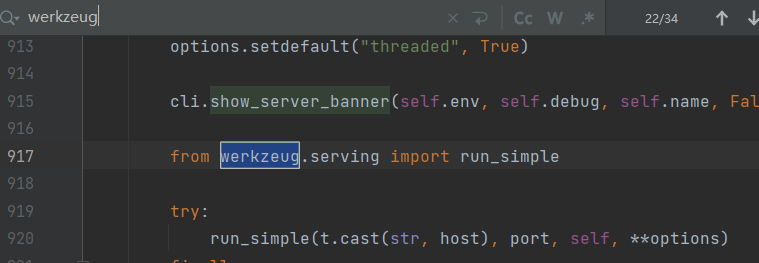 werkzeug
Cc W .* 22/34
913 options.setdefault("threaded", True)
914
915 cli.show_server_banner(self.env, self.debug, self.name, Fal
916
917 from werkzeug.serving import run_simple
918
919 try:
920 run_simple(t.cast(str, host), port, self, **options)